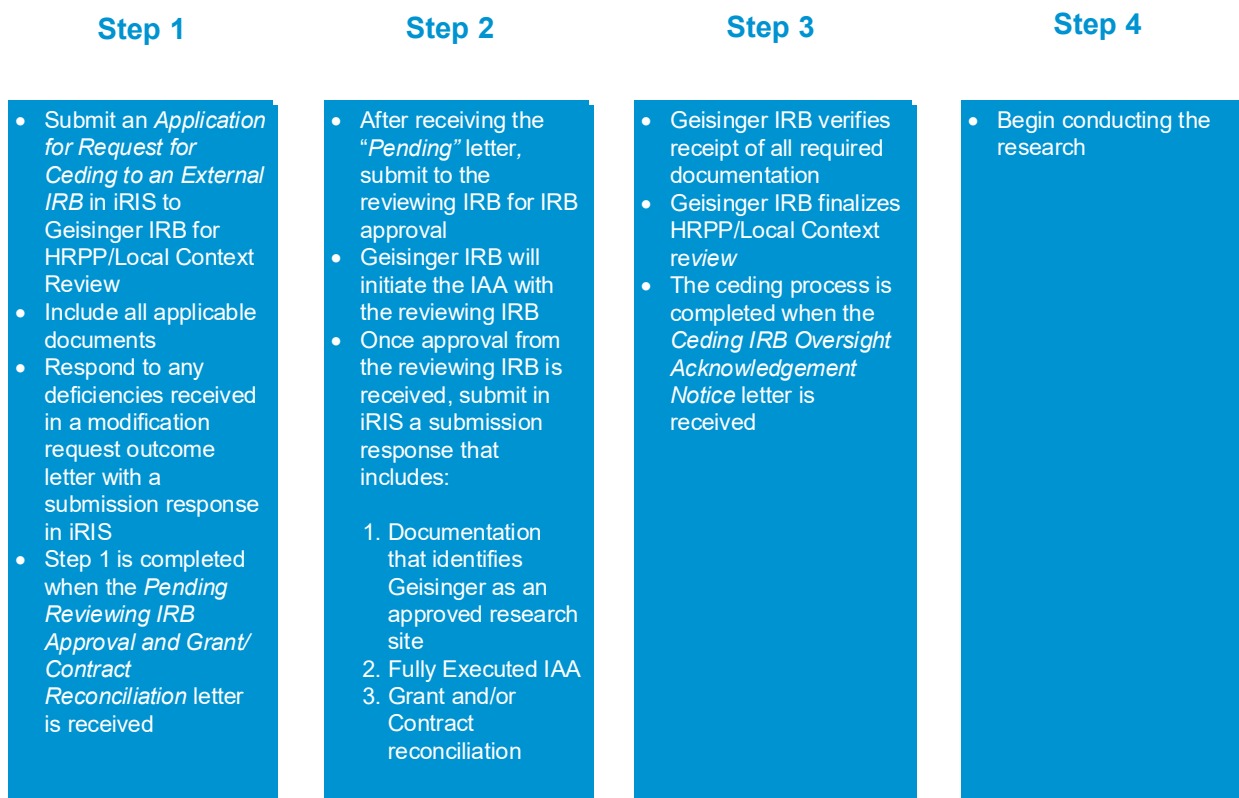 Step 1
• Submit an Application
for Request for
Ceding to an External
IRB in iRIS to
Geisinger IRB for
HRPP/Local Context
Review
• Include all applicable
documents
• Respond to any
deficiencies received
in a modification
request outcome
letter with a
submission response
in iRIS
• Step 1 is completed
when the Pending
Reviewing IRB
Approval and Grant/
Contract
Reconciliation letter
is received
Step 2
• After receiving the
“Pending” letter,
submit to the
reviewing IRB for IRB
approval
• Geisinger IRB will
initiate the IAA with
the reviewing IRB
• Once approval from
the reviewing IRB is
received, submit in
iRIS a submission
response that
includes:
1. Documentation
that identifies
Geisinger as an
approved research
site
2. Fully Executed IAA
3. Grant and/or
Contract
reconciliation
Step 3
• Geisinger IRB verifies
receipt of all required
documentation
• Geisinger IRB finalizes
HRPP/Local Context
review
• The ceding process is
completed when the
Ceding IRB Oversight
Acknowledgement
Notice letter is
received
Step 4
• Begin conducting the
research